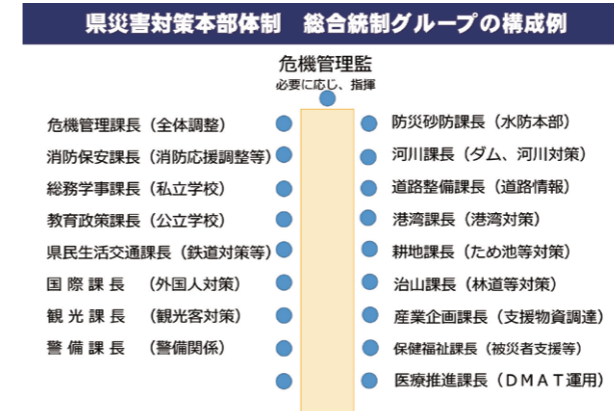 県災害対策本部体制 総合統制グループの構成例
危機管理監
必要に応じ、指揮
危機管理課長（全体調整）
消防保安課長（消防応援調整等）
総務学事課長（私立学校）
教育政策課長（公立学校）
県民生活交通課長（鉄道対策等）
国際課長 （外国人対策）
観光課長 （観光客対策）
警備課長 （警備関係）
防災砂防課長（水防本部）
河川課長（ダム、河川対策）
道路整備課長（道路情報）
港湾課長（港湾対策）
耕地課長（ため池等対策）
治山課長（林道等対策）
産業企画課長（支援物資調達）
保健福祉課長（被災者支援等）
医療推進課長（ＤＭＡＴ運用）